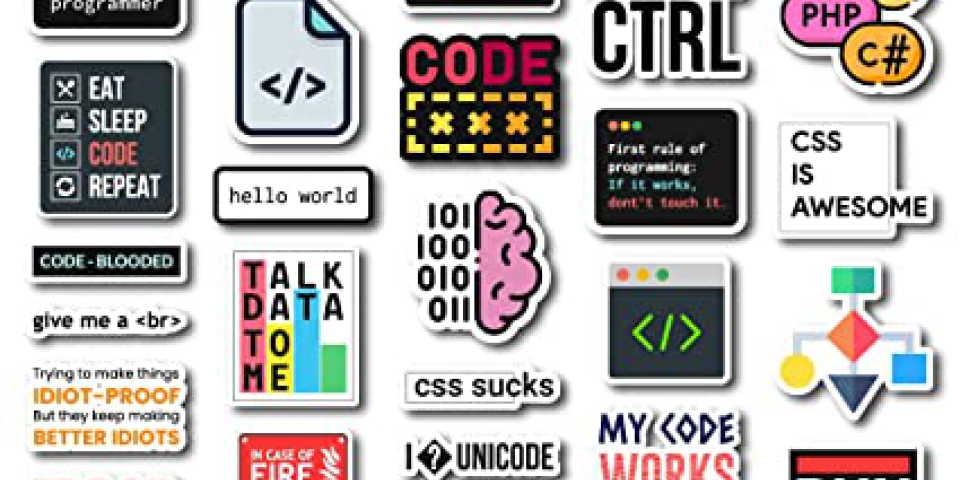 programmer
EAT
SLEEP
</> CODE
REPEAT
CODE-BLOODED
give me a <br>
Trying to make things
IDIOT-PROOF
But they keep making
BETTER IDIOTS
</>
hello world
TALK
DATA
TO
ME
IN CASE OF
FIRE
CODE
101
100
010
011
css sucks
I � UNICODE
CTRL
First rule of
programming:
If it works,
don't touch it.
</>
MY CODE
WORKS
PHP
C#
CSS
IS
AWESOME